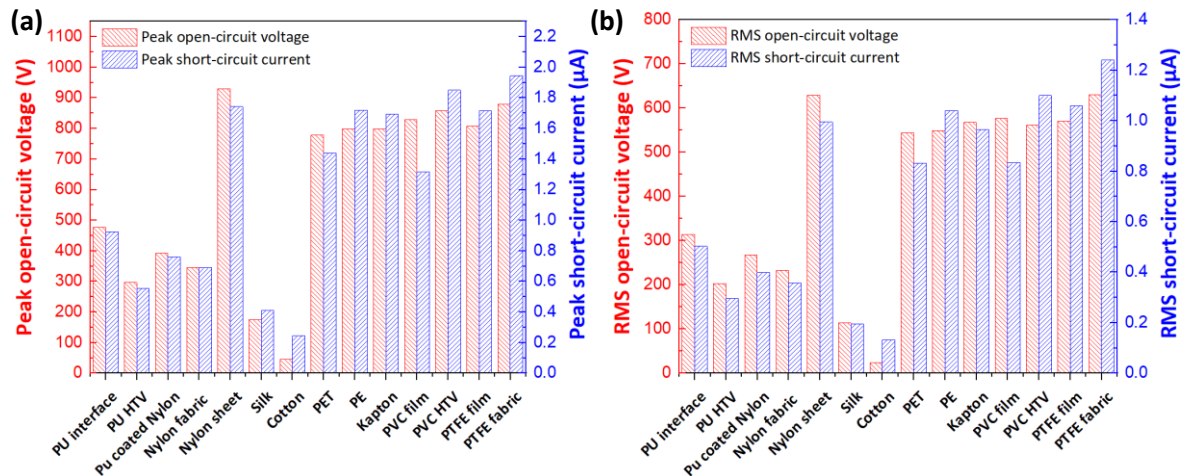 (a)
Peak open-circuit voltage
Peak short-circuit current
Peak open-circuit voltage (V)
1100
1000
900
800
700
600
500
400
300
200
100
0
Peak short-circuit current (µA)
2.2
2.0
1.8
1.6
1.4
1.2
1.0
0.8
0.6
0.4
0.2
0.0
PU interface
PU HTV
Pu coated Nylon
Nylon fabric
Nylon sheet
Silk
Cotton
PET
PE
Kapton
PVC film
PVC HTV
PTFE film
PTFE fabric
(b)
RMS open-circuit voltage
RMS short-circuit current
RMS open-circuit voltage (V)
800
700
600
500
400
300
200
100
0
RMS short-circuit current (µA)
1.4
1.2
1.0
0.8
0.6
0.4
0.2
0.0
PU interface
PU HTV
Pu coated Nylon
Nylon fabric
Nylon sheet
Silk
Cotton
PET
PE
Kapton
PVC film
PVC HTV
PTFE film
PTFE fabric